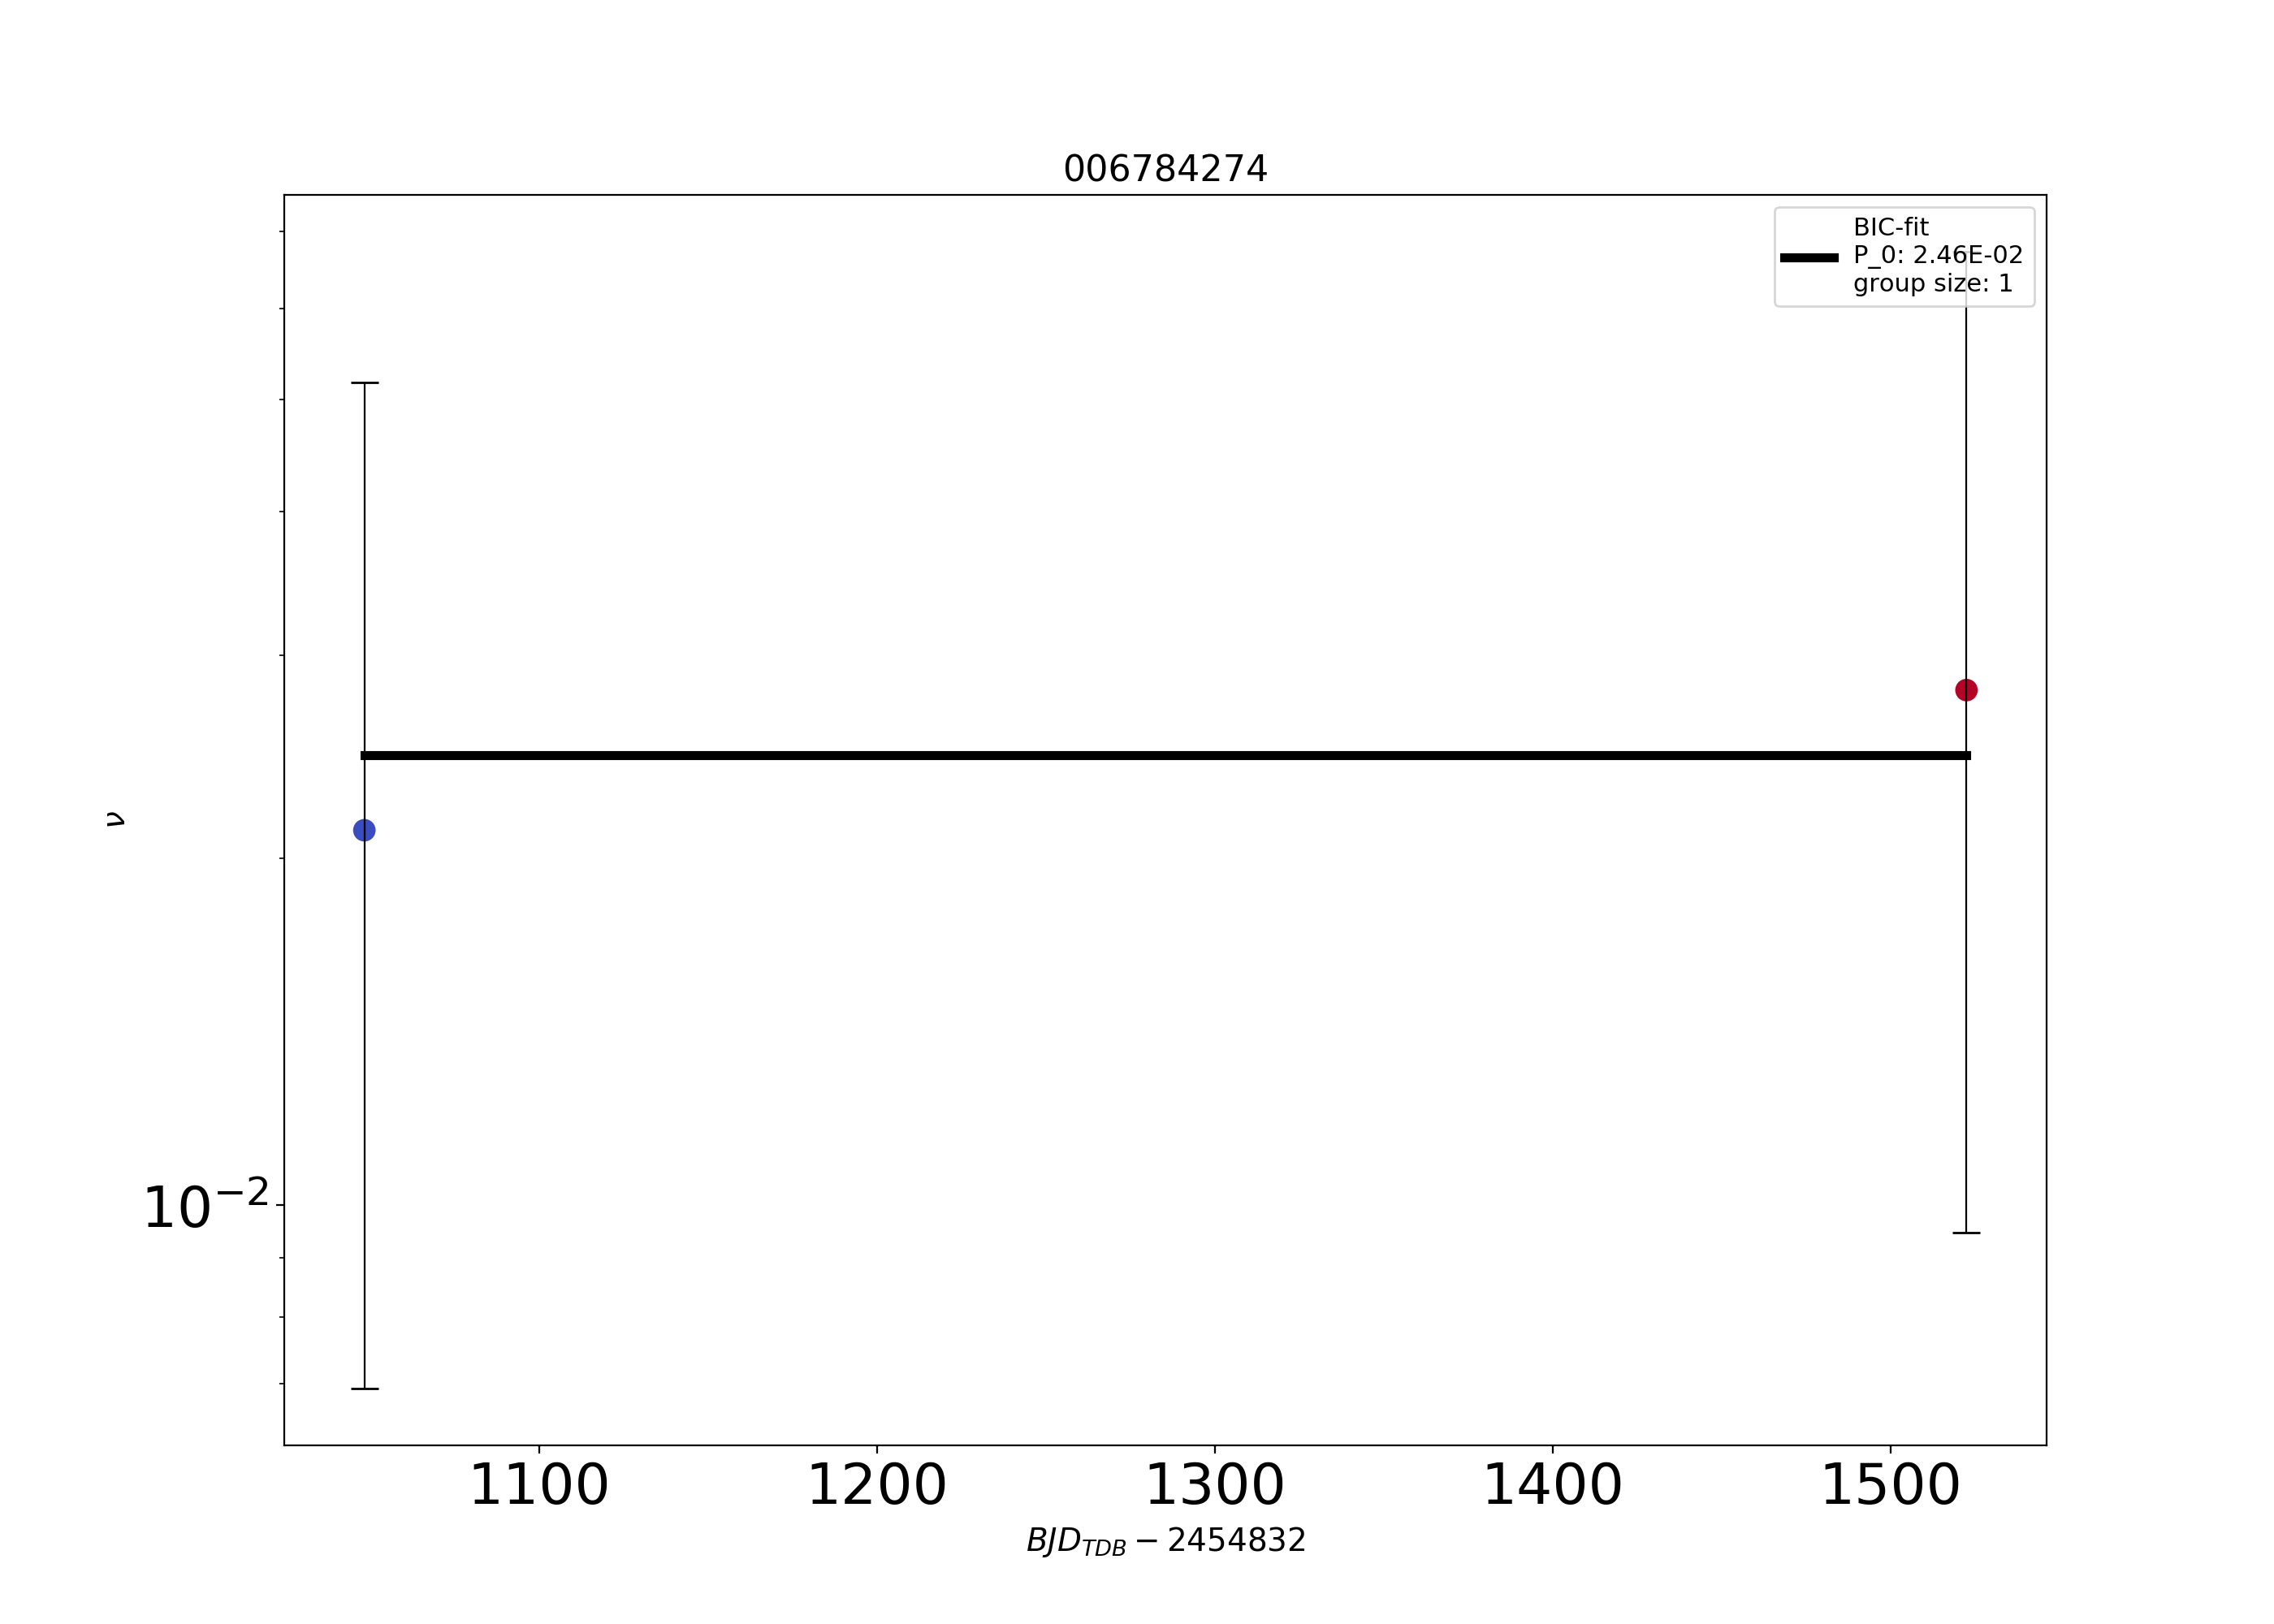 006784274
BIC-fit
P_0: 2.46E-02
group size: 1
ν
10⁻²
1100 1200 1300 1400 1500
BJD_TDB − 2454832